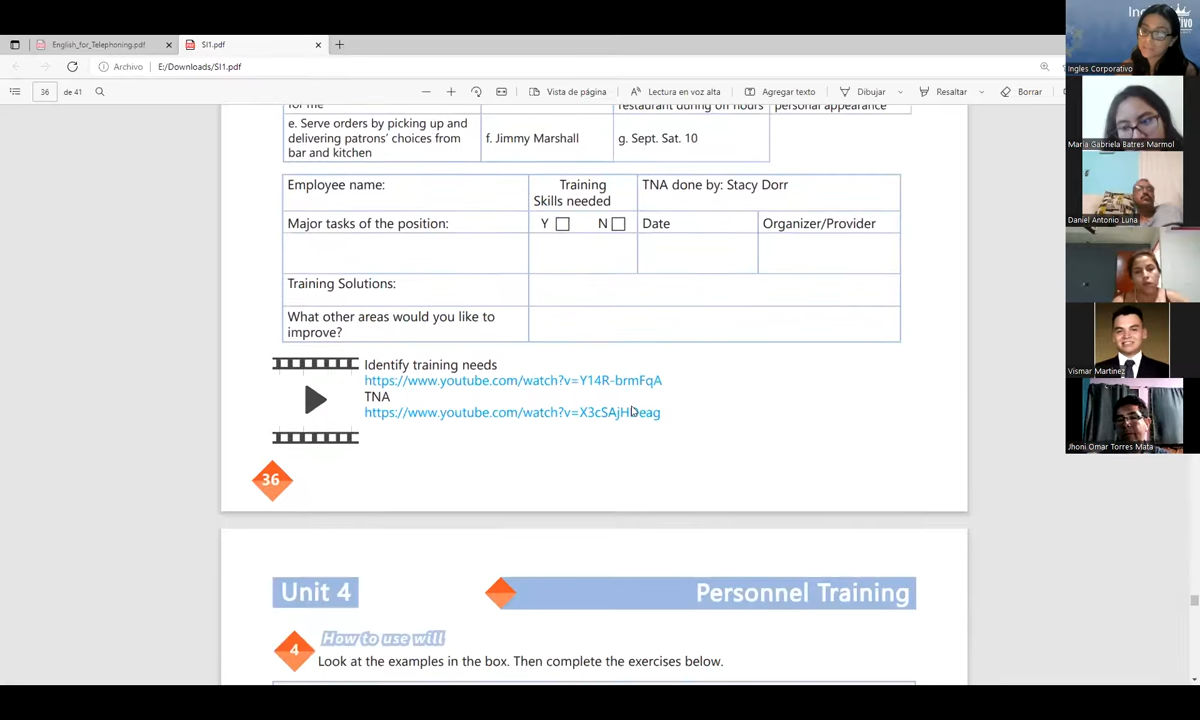 English_for_Telephoning.pdf
SI1.pdf
Archivo E:/Downloads/SI1.pdf
36 de 41
Vista de página
Lectura en voz alta
Agregar texto
Dibujar
Resaltar
Borrar
for me
restaurant during off hours
personal appearance
e. Serve orders by picking up and
delivering patrons' choices from
bar and kitchen
f. Jimmy Marshall
g. Sept. Sat. 10
Employee name:
Training
Skills needed
TNA done by: Stacy Dorr
Major tasks of the position:
Y N
Date
Organizer/Provider
Training Solutions:
What other areas would you like to
improve?
Identify training needs
https://www.youtube.com/watch?v=Y14R-brmFqA
TNA
36
Unit 4
Personnel Training
4
How to use will
Look at the examples in the box. Then complete the exercises below.
Ingles Corporativo
Maria Gabriela Batres Marmol
Daniel Antonio Luna
Vismar Martinez
Jhoni Omar Torres Mata